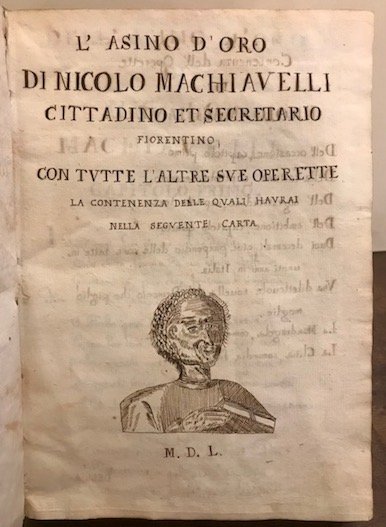 L' ASINO D'ORO
DI NICOLO MACHIAVELLI
CITTADINO ET SECRETARIO
FIORENTINO,
CON TVTTE L'ALTRE SVE OPERETTE
LA CONTENENZA DELLE QVALI HAVRAI
NELLA SEGVENTE CARTA
M. D. L.